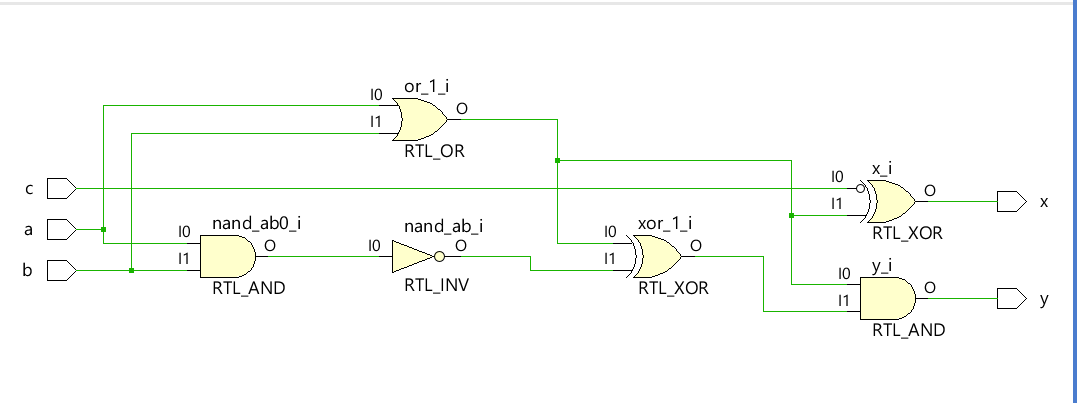 or_1_i
I0
O
I1
RTL_OR
c
x_i
I0
O
I1
x
RTL_XOR
a
nand_ab0_i
I0
O
I1
RTL_AND
nand_ab_i
I0
O
RTL_INV
xor_1_i
I0
O
I1
RTL_XOR
b
y_i
I0
O
I1
y
RTL_AND